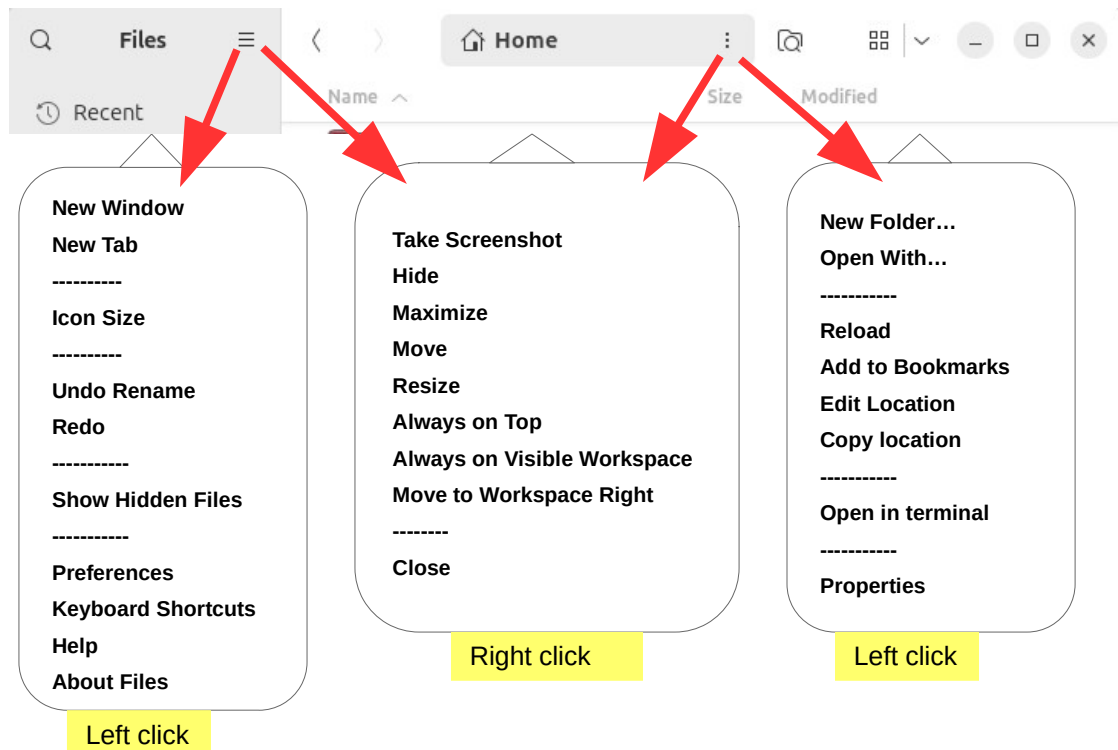 Files
Home
Recent
Name
Size
Modified
New Window
New Tab
----------
Icon Size
----------
Undo Rename
Redo
-----------
Show Hidden Files
-----------
Preferences
Keyboard Shortcuts
Help
About Files
Left click
Take Screenshot
Hide
Maximize
Move
Resize
Always on Top
Always on Visible Workspace
Move to Workspace Right
--------
Close
Right click
New Folder…
Open With…
-----------
Reload
Add to Bookmarks
Edit Location
Copy location
-----------
Open in terminal
-----------
Properties
Left click